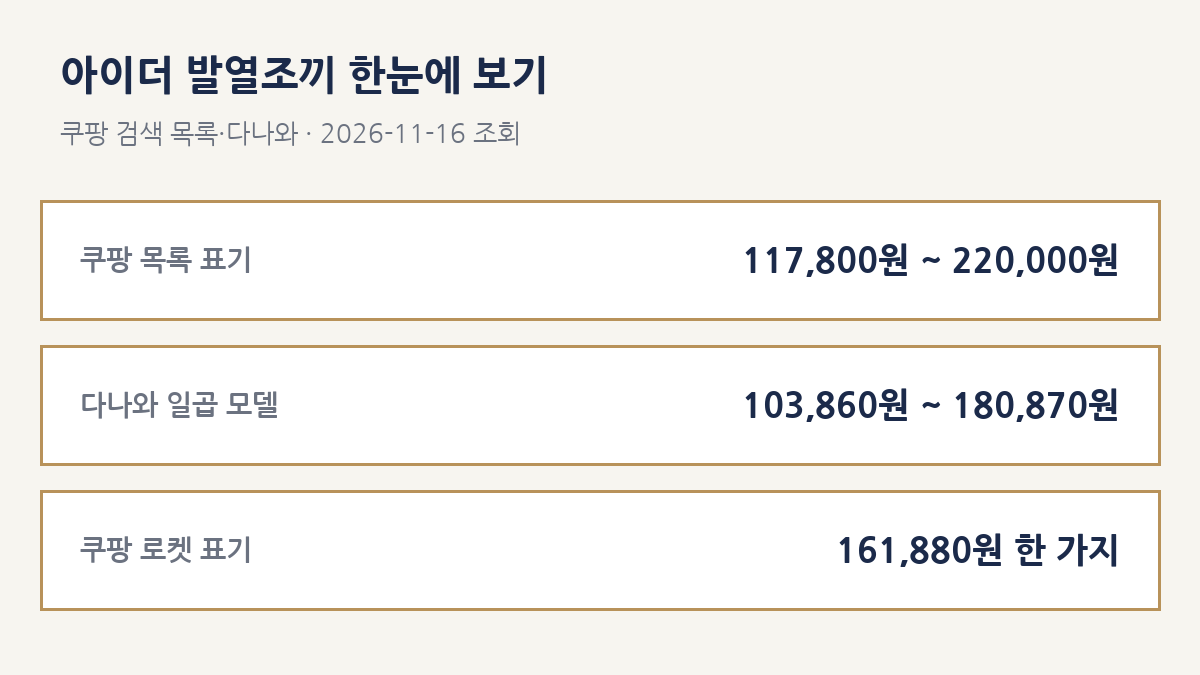 아이더 발열조끼 한눈에 보기
쿠팡 검색 목록·다나와 · 2026-11-16 조회
쿠팡 목록 표기 117,800원 ~ 220,000원
다나와 일곱 모델 103,860원 ~ 180,870원
쿠팡 로켓 표기 161,880원 한 가지